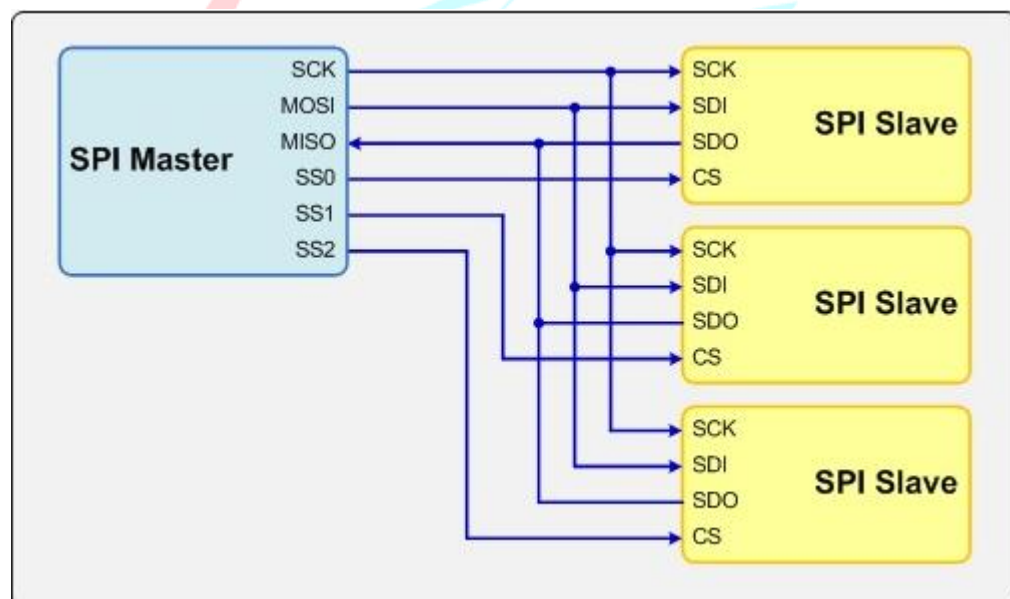 SPI Master
SCK
MOSI
MISO
SS0
SS1
SS2
SCK
SDI
SDO
CS
SPI Slave
SCK
SDI
SDO
CS
SPI Slave
SCK
SDI
SDO
CS
SPI Slave